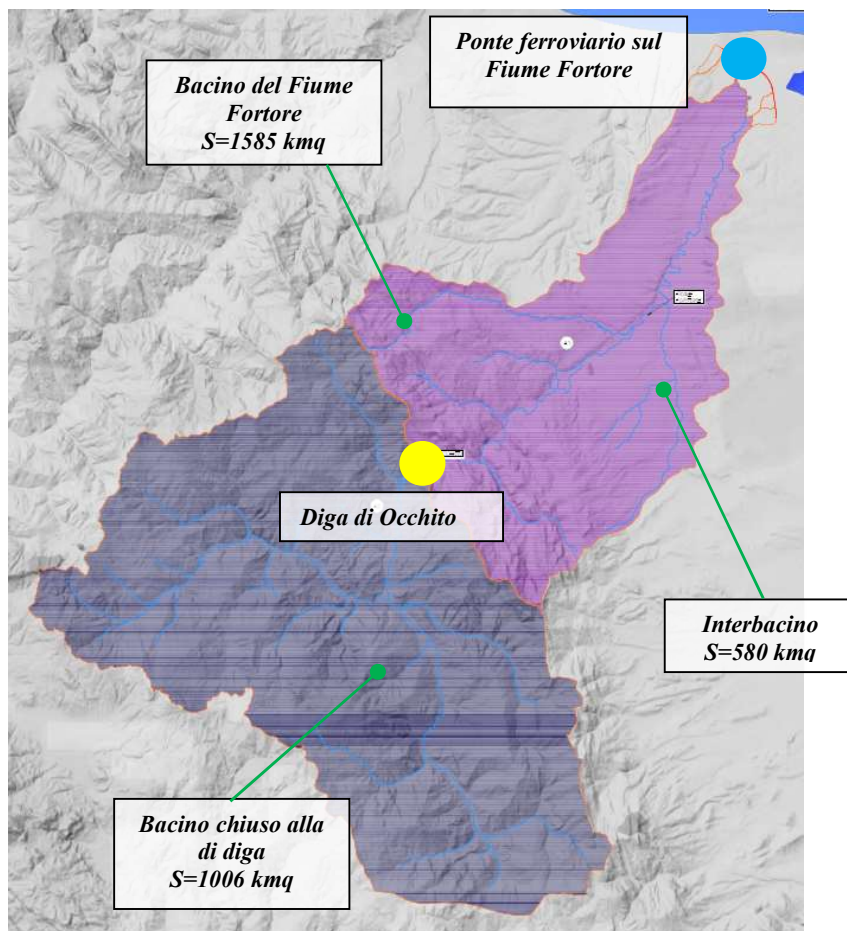 Ponte ferroviario sul
Fiume Fortore
Bacino del Fiume
Fortore
S=1585 kmq
Diga di Occhito
Interbacino
S=580 kmq
Bacino chiuso alla
di diga
S=1006 kmq